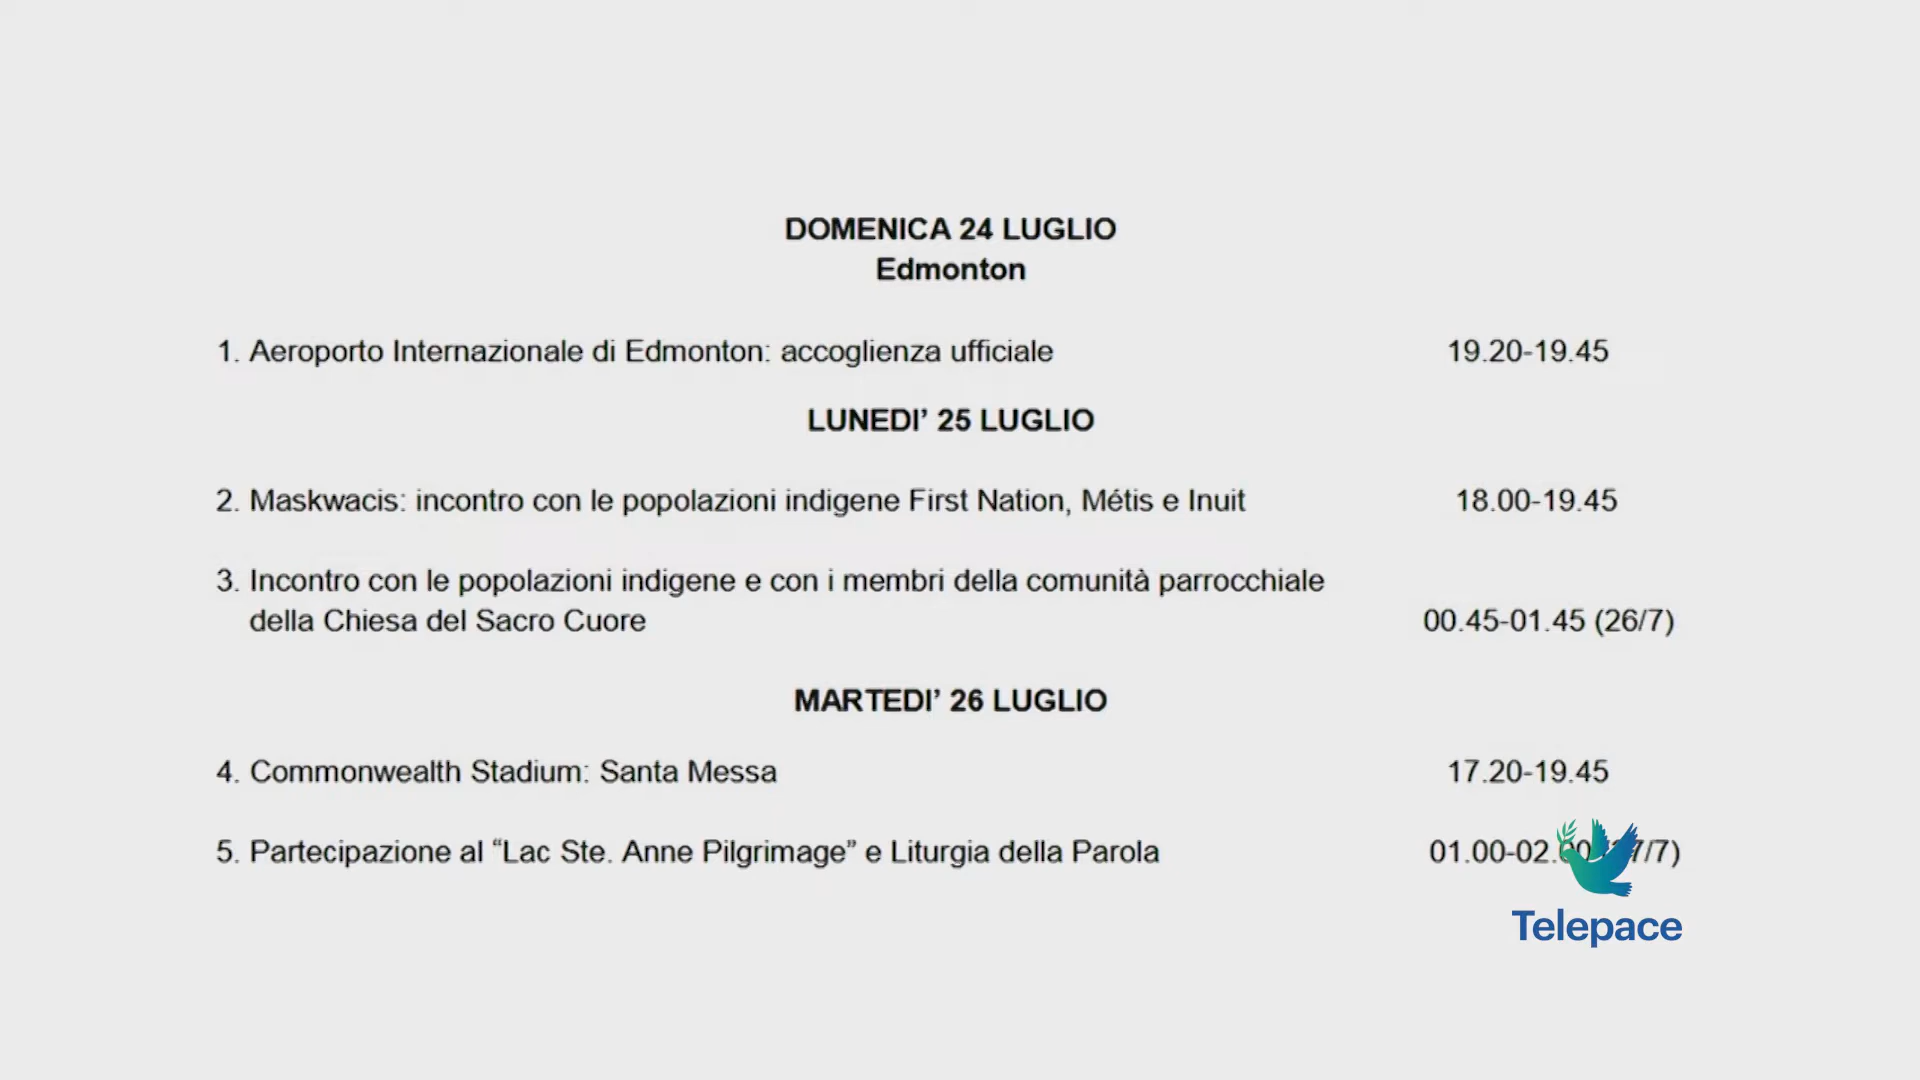 DOMENICA 24 LUGLIO
Edmonton
1. Aeroporto Internazionale di Edmonton: accoglienza ufficiale 19.20-19.45
LUNEDI’ 25 LUGLIO
2. Maskwacis: incontro con le popolazioni indigene First Nation, Métis e Inuit 18.00-19.45
3. Incontro con le popolazioni indigene e con i membri della comunità parrocchiale
della Chiesa del Sacro Cuore 00.45-01.45 (26/7)
MARTEDI’ 26 LUGLIO
4. Commonwealth Stadium: Santa Messa 17.20-19.45
5. Partecipazione al “Lac Ste. Anne Pilgrimage” e Liturgia della Parola
Telepace